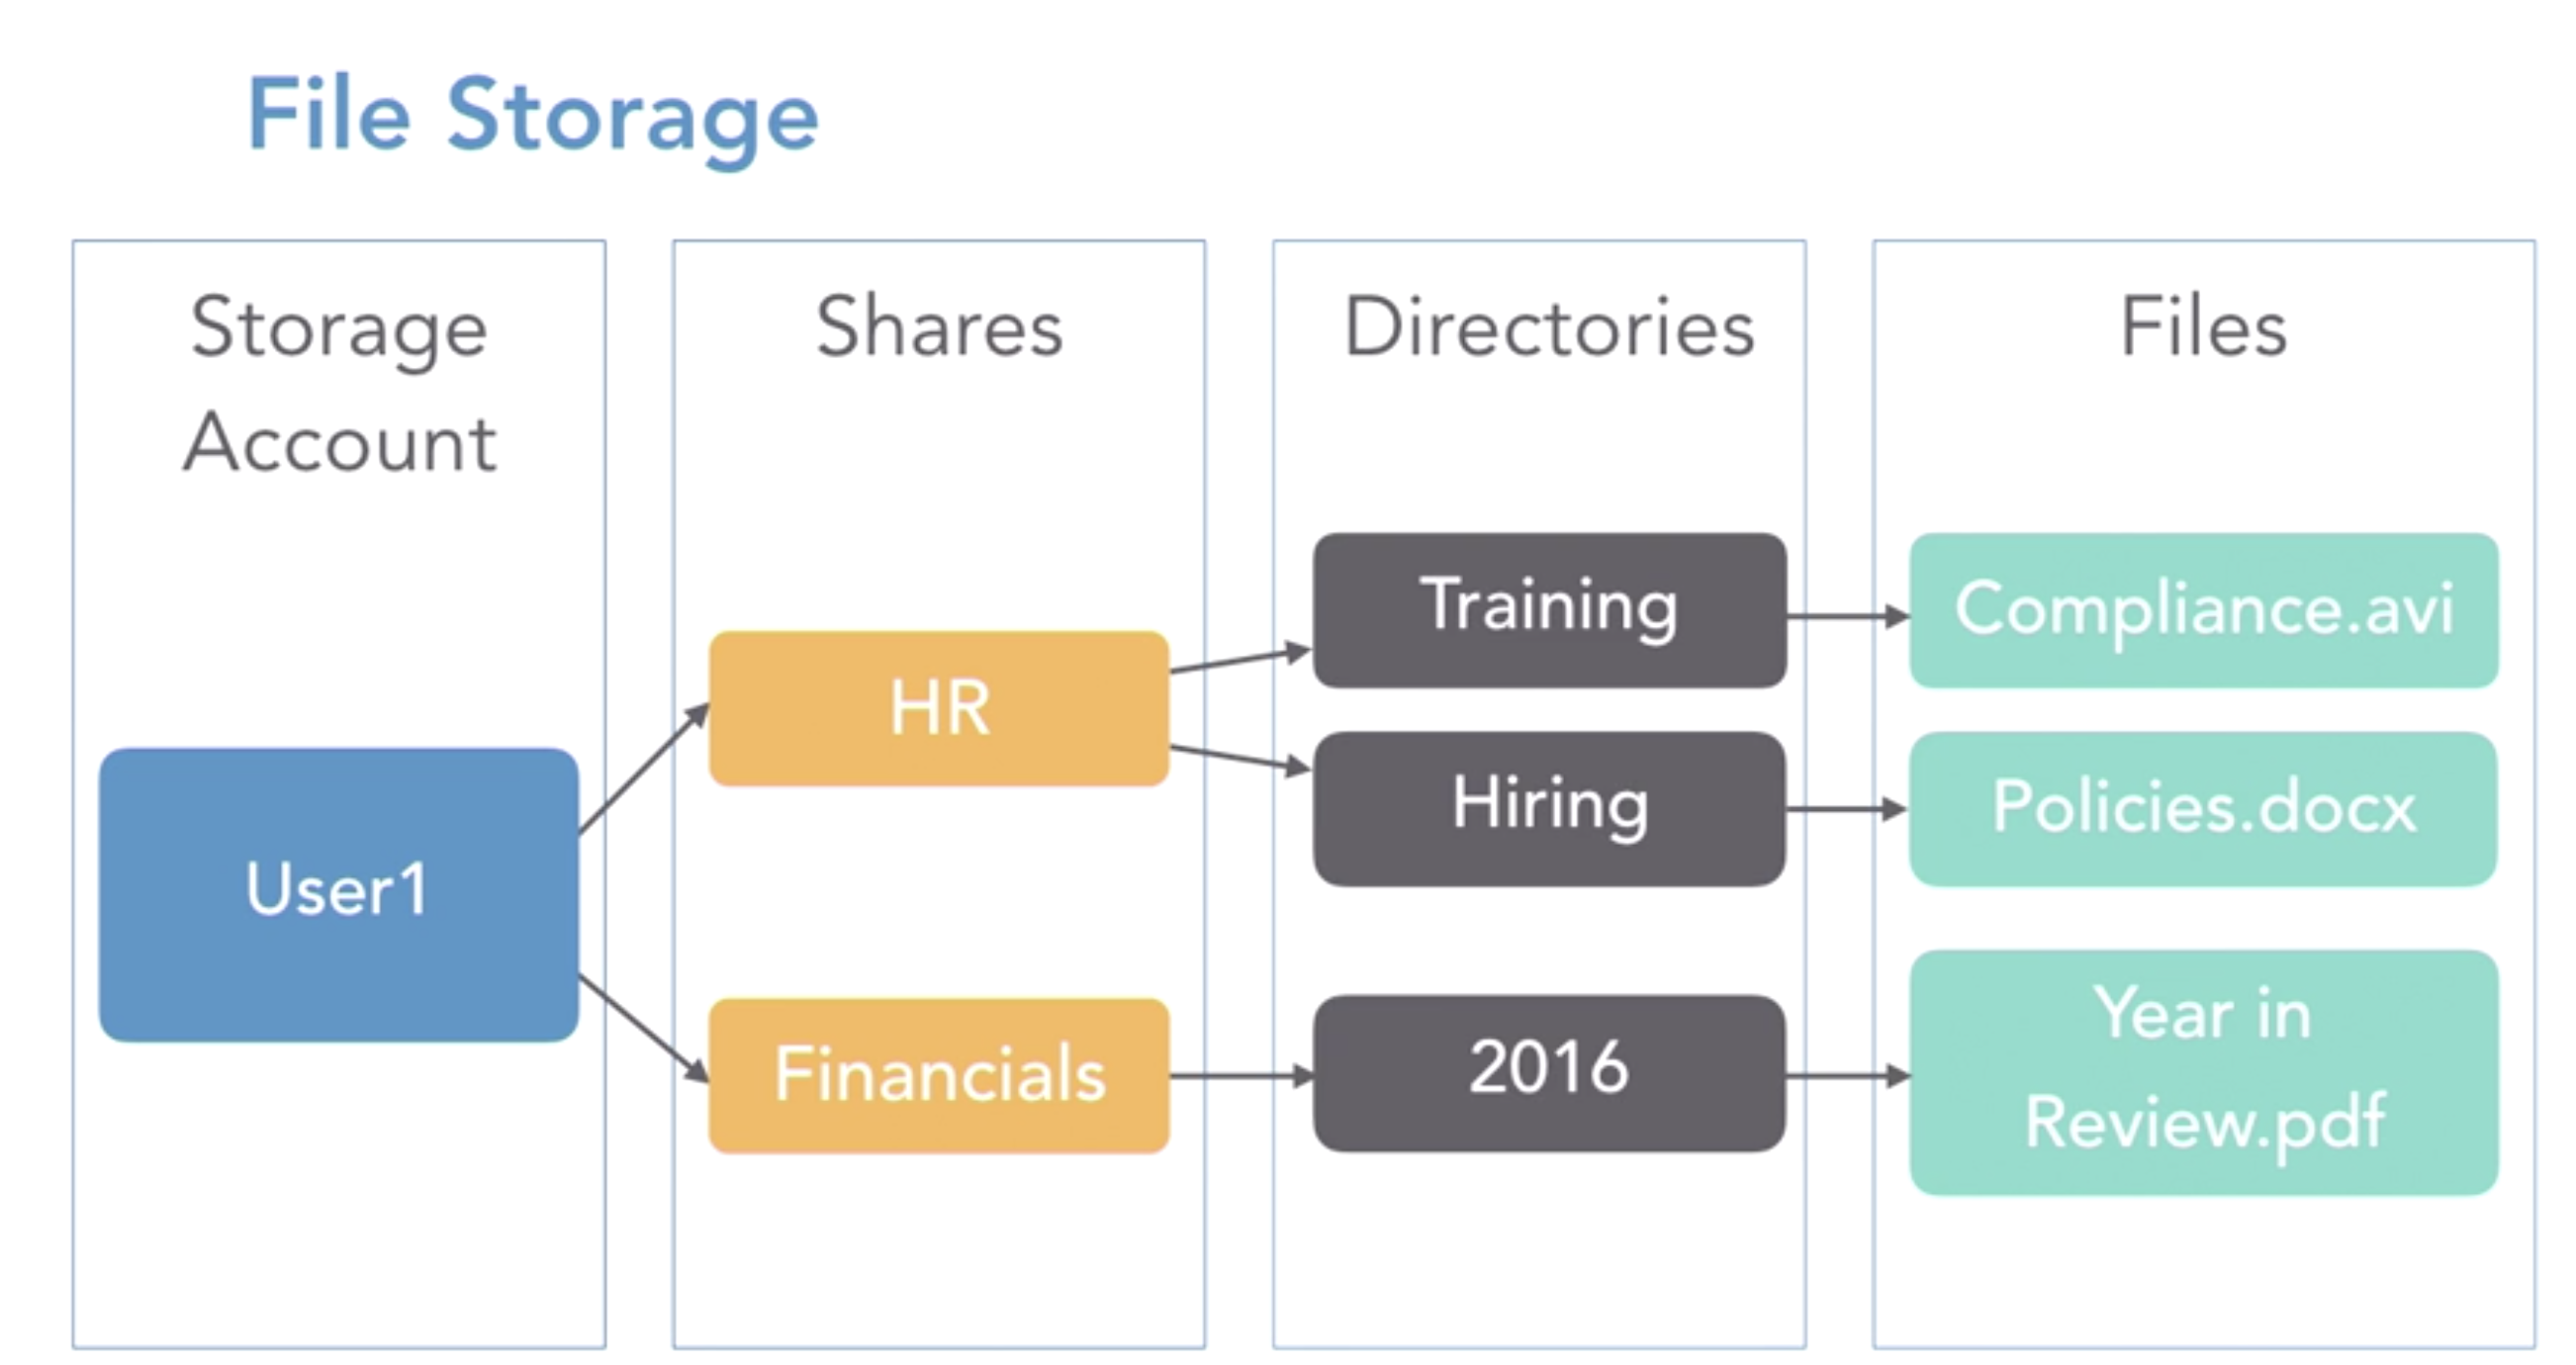 File Storage
Storage
Account
Shares
Directories
Files
User1
HR
Financials
Training
Hiring
2016
Compliance.avi
Policies.docx
Year in
Review.pdf